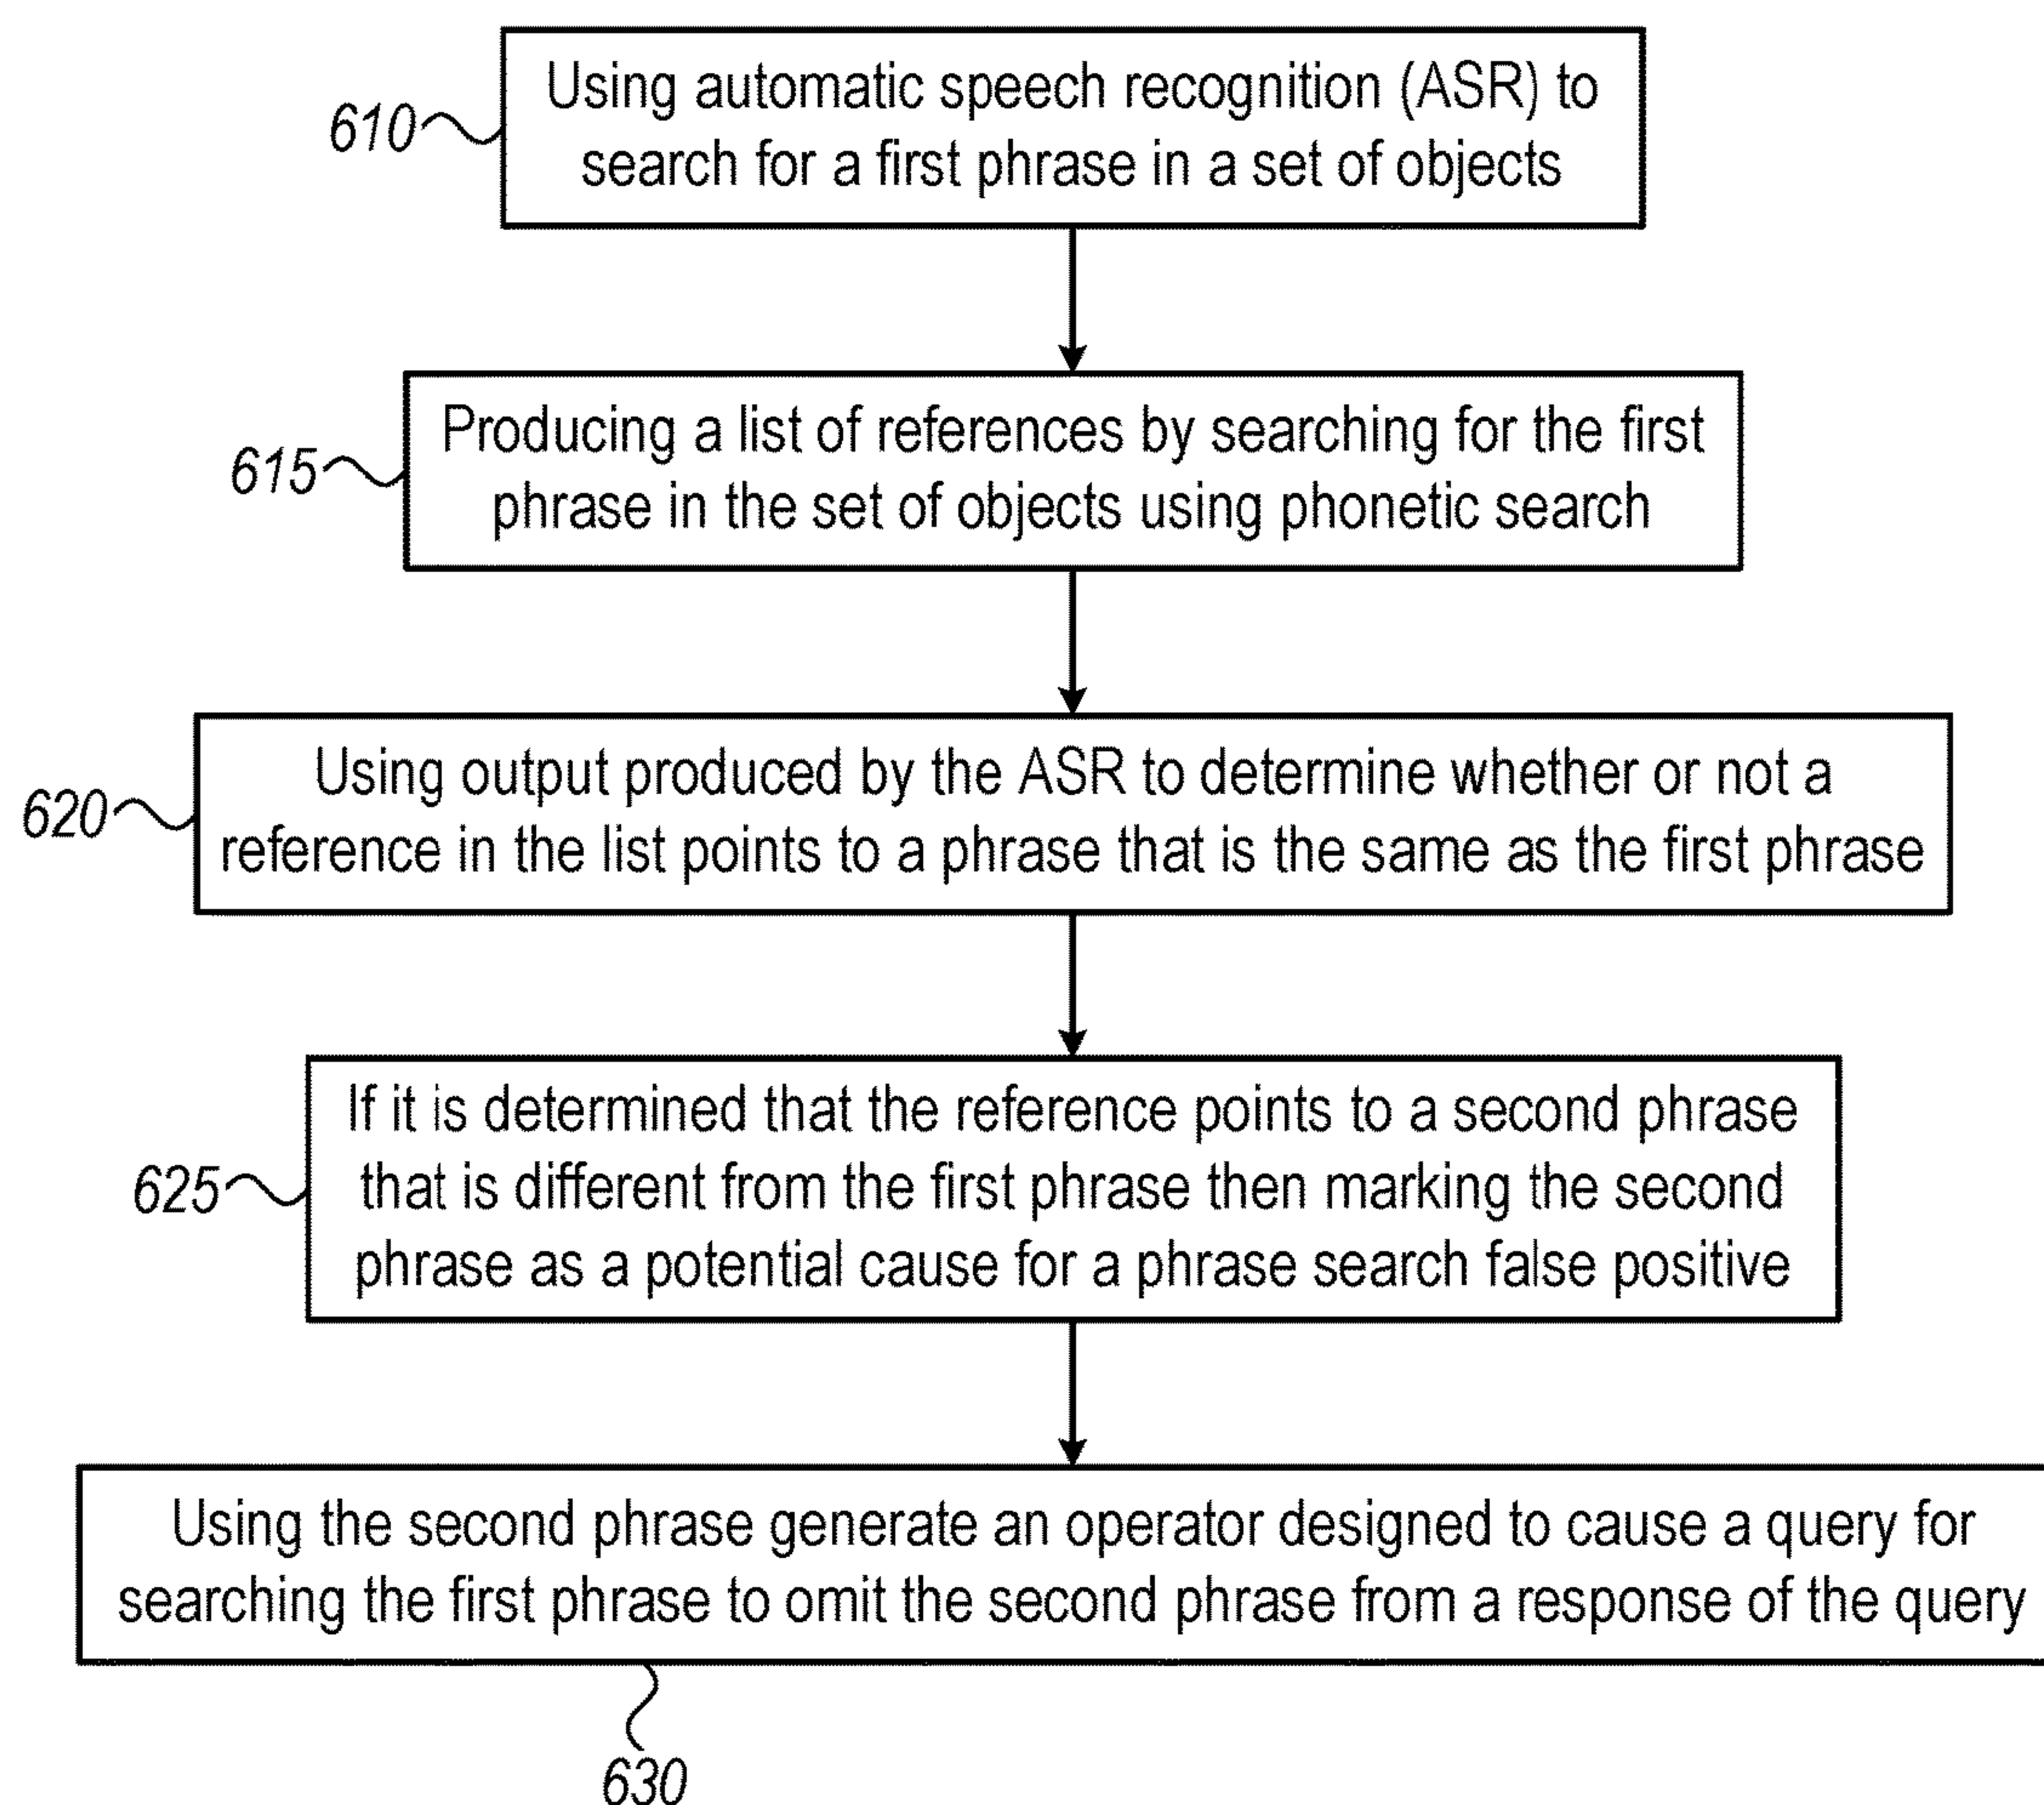 Using automatic speech recognition (ASR) to
search for a first phrase in a set of objects
610
Producing a list of references by searching for the first
phrase in the set of objects using phonetic search
615
Using output produced by the ASR to determine whether or not a
reference in the list points to a phrase that is the same as the first phrase
620
If it is determined that the reference points to a second phrase
that is different from the first phrase then marking the second
phrase as a potential cause for a phrase search false positive
625
Using the second phrase generate an operator designed to cause a query for
searching the first phrase to omit the second phrase from a response of the query
630